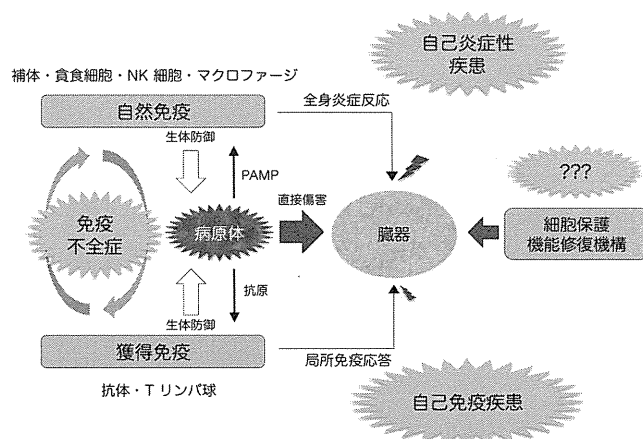 自己炎症性
疾患
補体・貪食細胞・NK 細胞・マクロファージ
自然免疫
全身炎症反応
生体防御
PAMP
???
直接傷害
免疫
不全症
病原体
臓器
細胞保護
機能修復機構
抗原
生体防御
獲得免疫
局所免疫応答
抗体・T リンパ球
自己免疫疾患